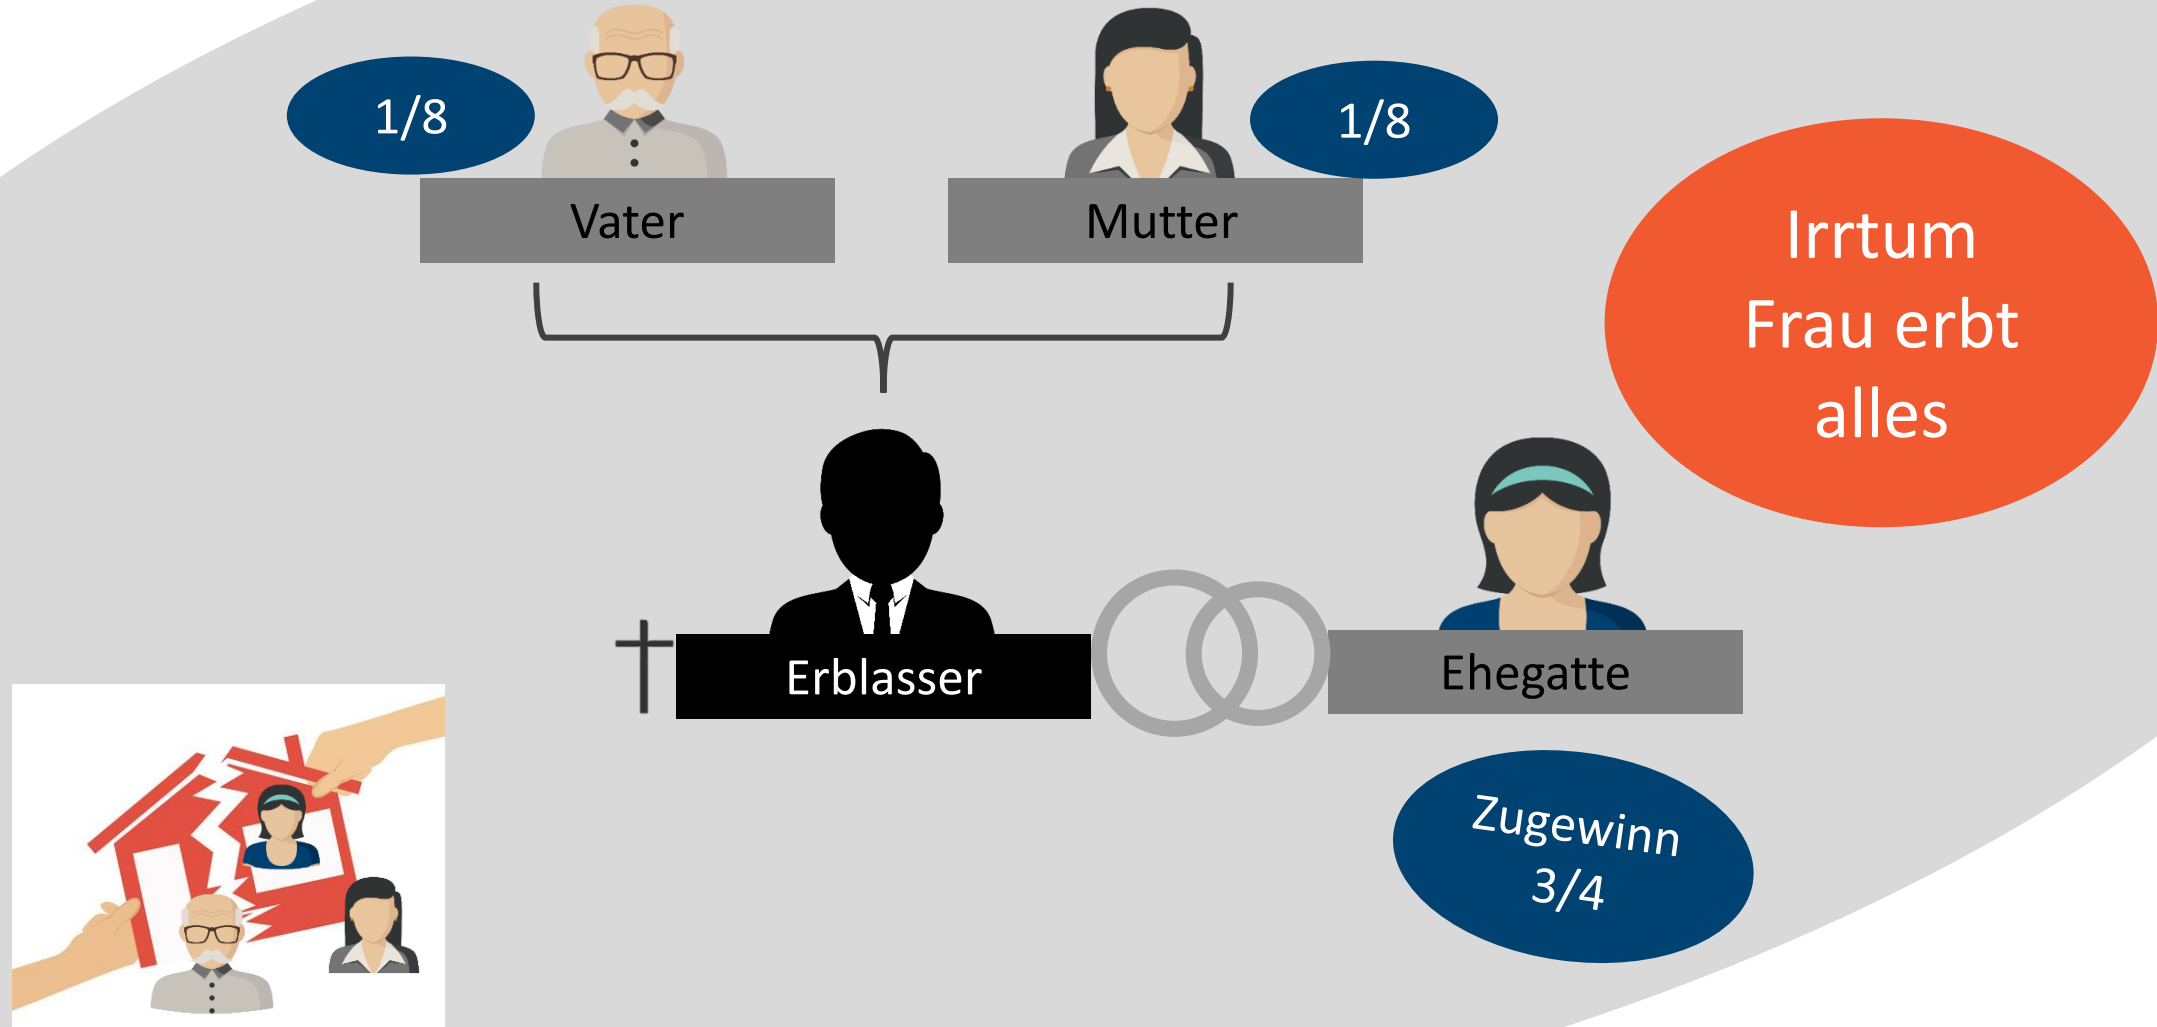 1/8
1/8
Vater
Mutter
Irrtum
Frau erbt
alles
Erblasser
Ehegatte
Zugewinn
3/4